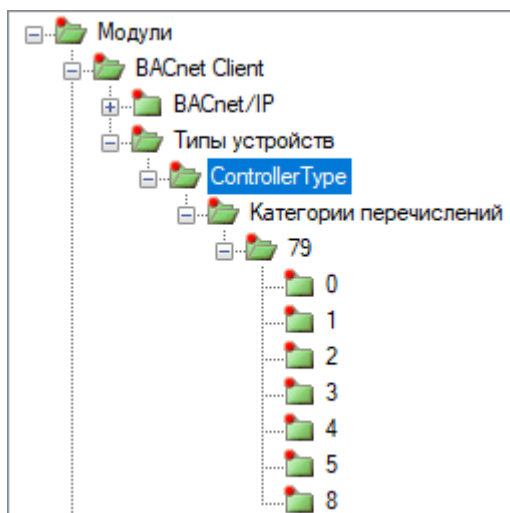 Модули
BACnet Client
BACnet/IP
Типы устройств
ControllerType
Категории перечислений
79
0
1
2
3
4
5
8